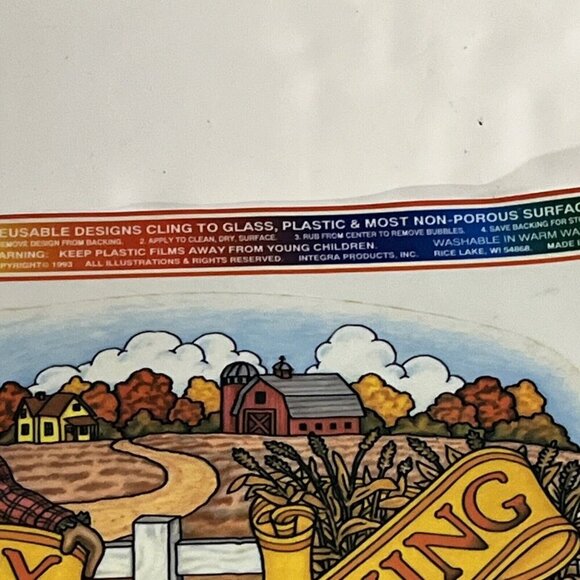 EUSABLE DESIGNS CLING TO GLASS, PLASTIC & MOST NON-POROUS SURFAC
EMOVE DESIGN FROM BACKING. 2. APPLY TO CLEAN, DRY, SURFACE. 3. RUB FROM CENTER TO REMOVE BUBBLES. 4. SAVE BACKING FOR ST
ARNING: KEEP PLASTIC FILMS AWAY FROM YOUNG CHILDREN. WASHABLE IN WARM WA
OPYRIGHT© 1993 ALL ILLUSTRATIONS & RIGHTS RESERVED. INTEGRA PRODUCTS, INC. RICE LAKE, WI 54868. MADE
Y
ING